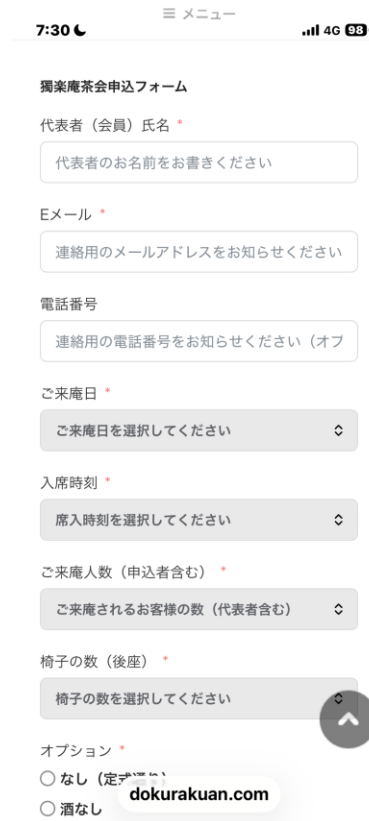 ☰ メニュー
7:30
4G 98
獨楽庵茶会申込フォーム
代表者（会員）氏名 *
代表者のお名前をお書きください
Eメール *
連絡用のメールアドレスをお知らせください
電話番号
連絡用の電話番号をお知らせください（オプ
ご来庵日 *
ご来庵日を選択してください
入席時刻 *
席入時刻を選択してください
ご来庵人数（申込者含む） *
ご来庵されるお客様の数（代表者含む）
椅子の数（後座） *
椅子の数を選択してください
オプション *
なし（定式通り）
dokurakuan.com
酒なし